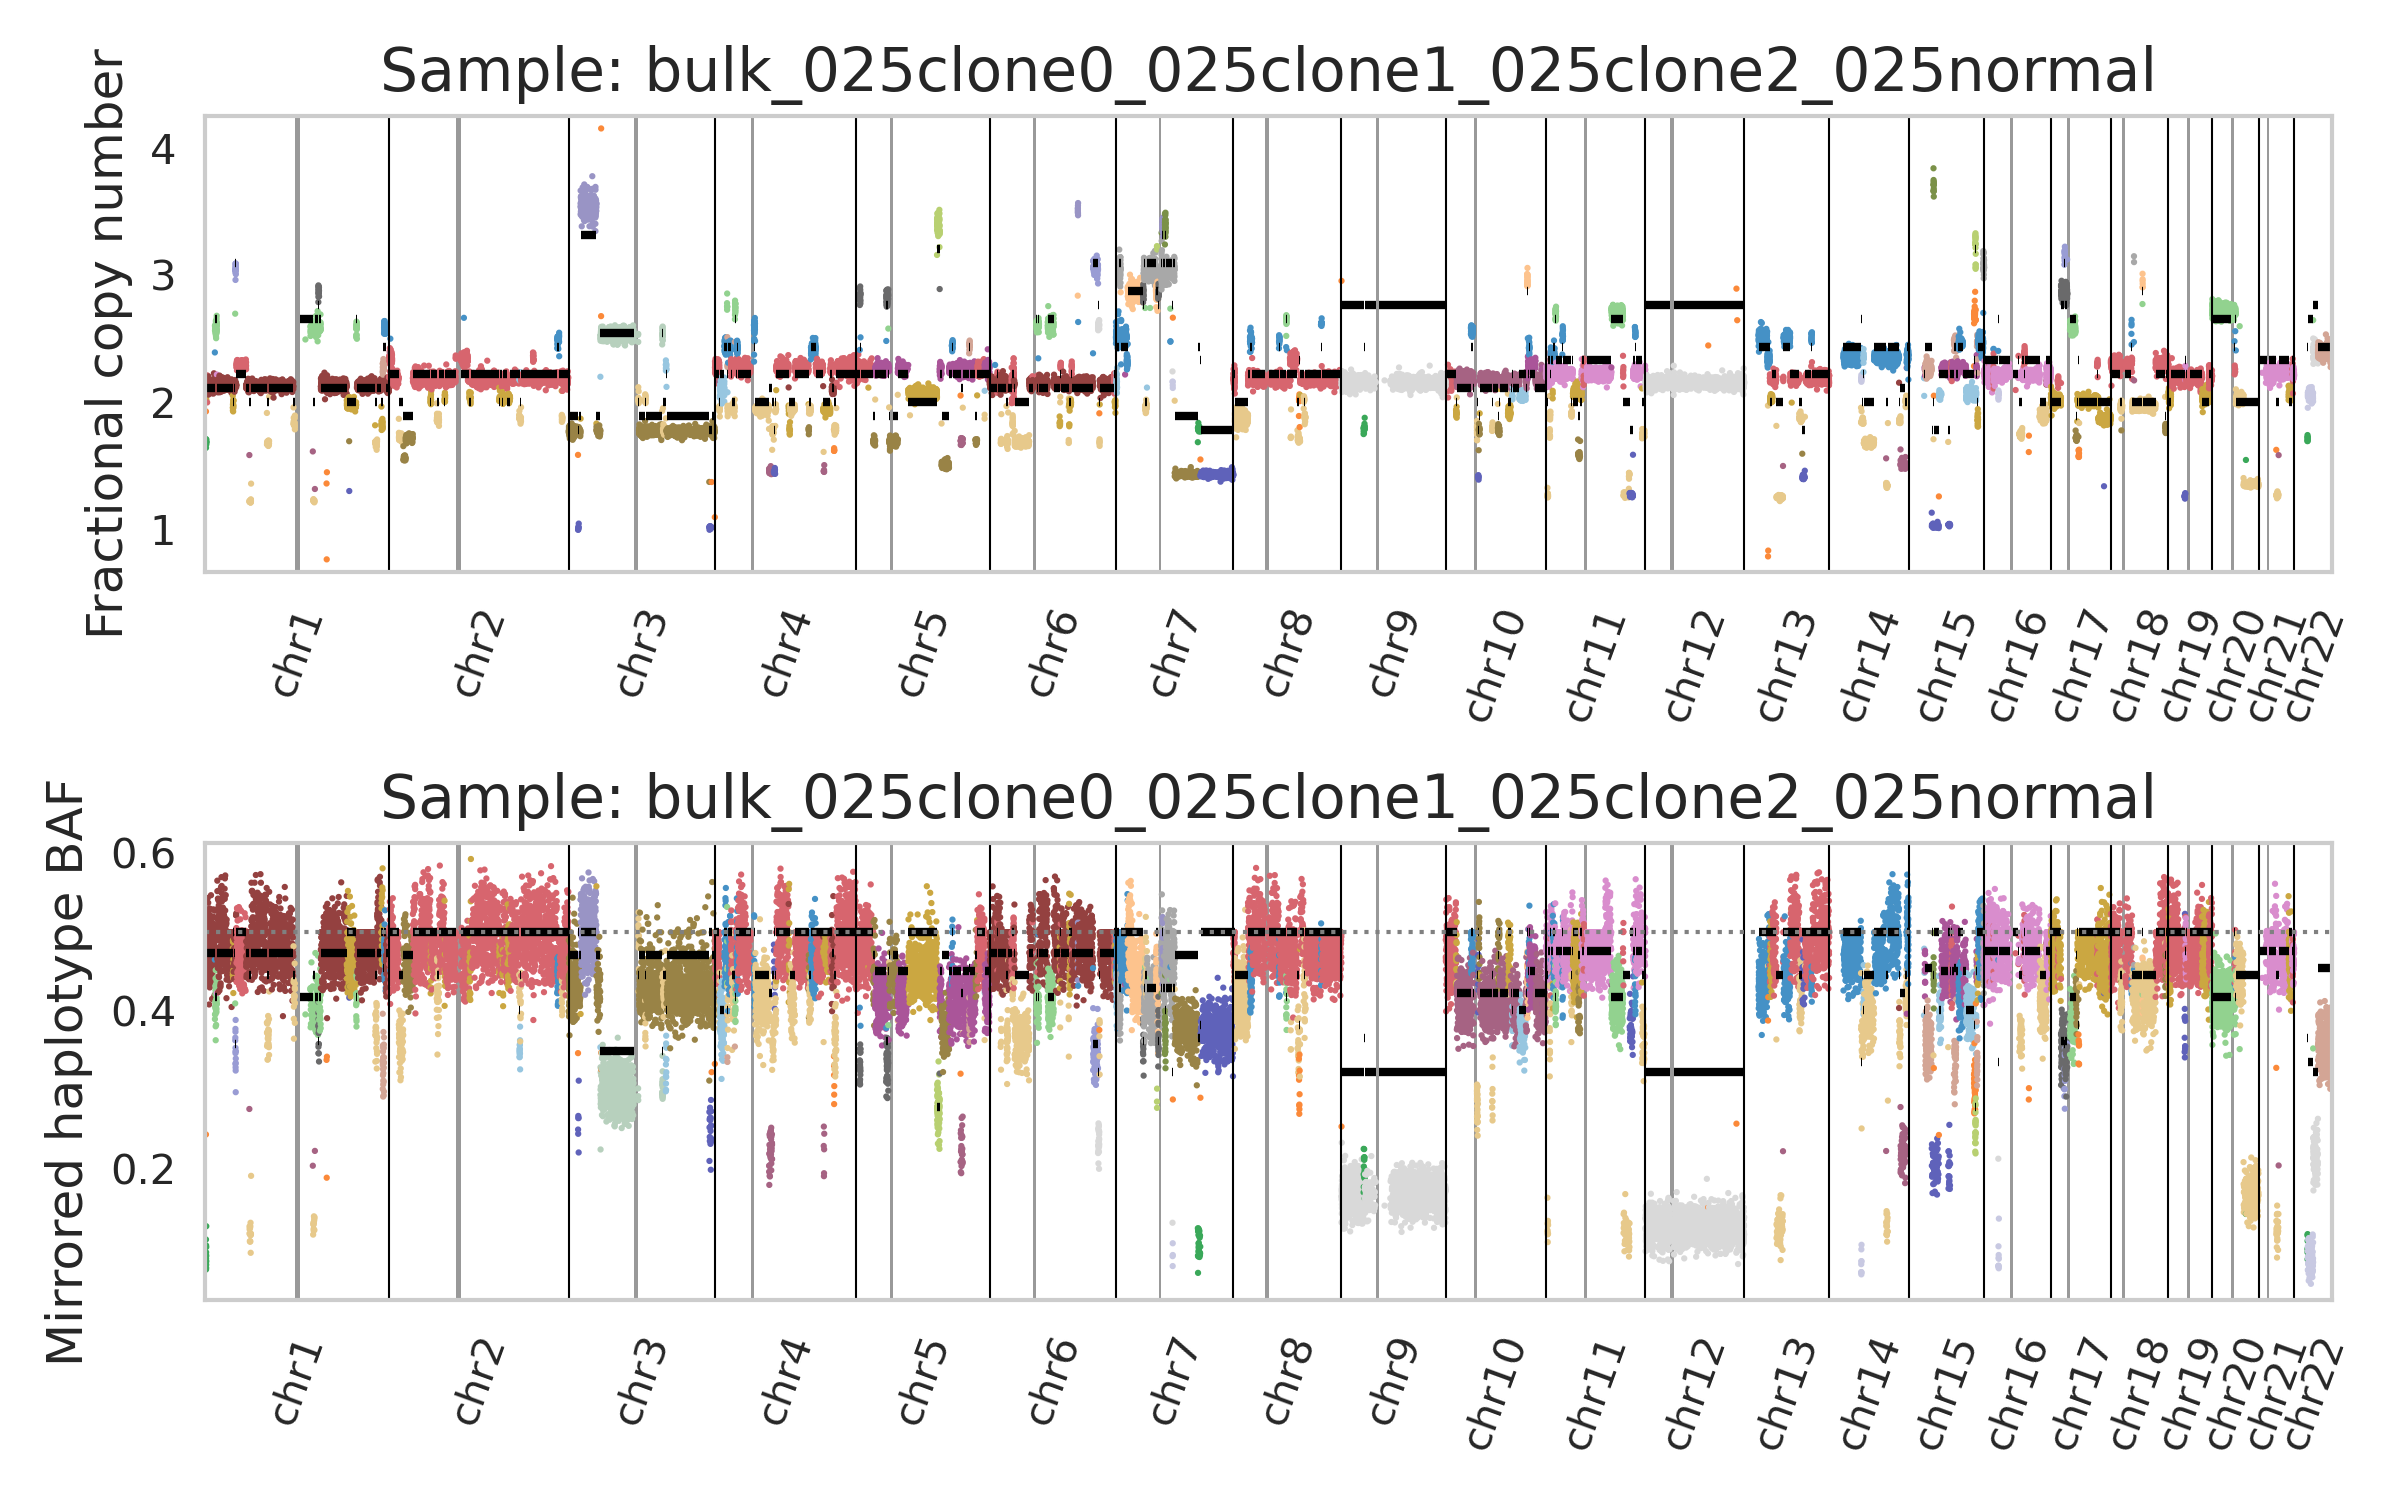 Sample: bulk_025clone0_025clone1_025clone2_025normal
Fractional copy number
4
3
2
1
chr1 chr2 chr3 chr4 chr5 chr6 chr7 chr8 chr9 chr10 chr11 chr12 chr13 chr14 chr15 chr16 chr17 chr18 chr19 chr20 chr21 chr22
Sample: bulk_025clone0_025clone1_025clone2_025normal
Mirrored haplotype BAF
0.6
0.4
0.2
chr1 chr2 chr3 chr4 chr5 chr6 chr7 chr8 chr9 chr10 chr11 chr12 chr13 chr14 chr15 chr16 chr17 chr18 chr19 chr20 chr21 chr22